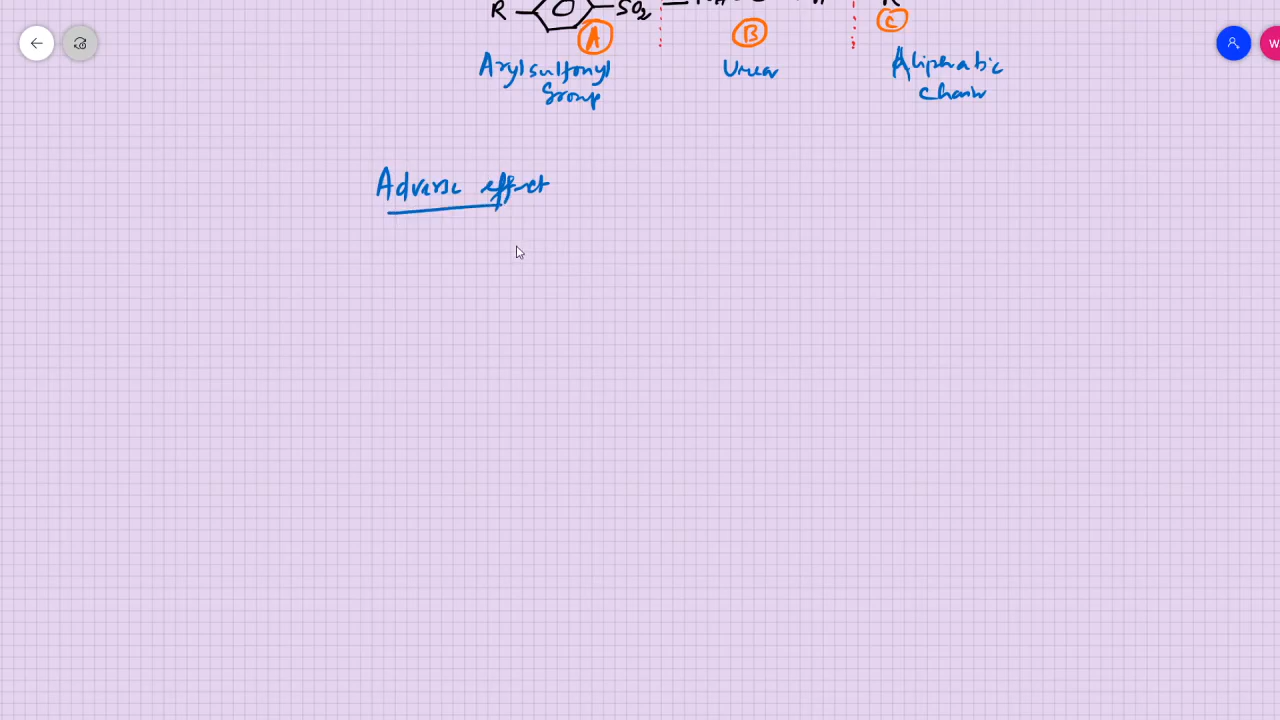 R SO2
A B C
Arylsulfonyl Urea Aliphatic
Group chain
Adverse effect
W